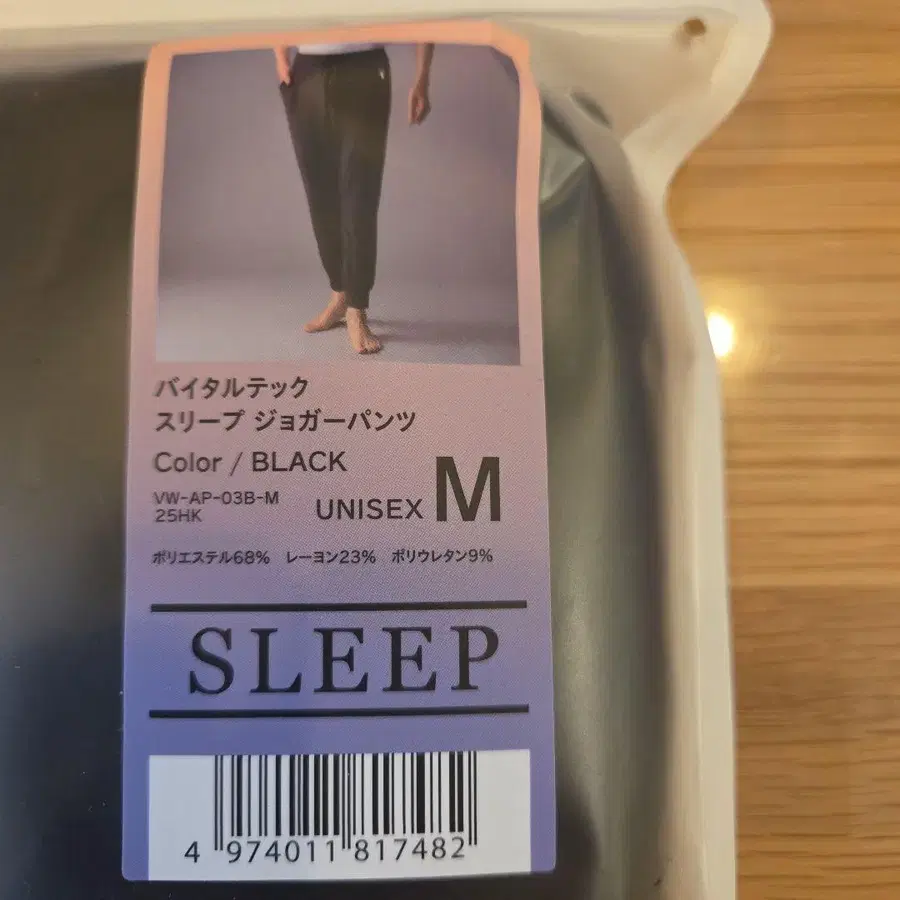 バイタルテック
スリープ ジョガーパンツ
Color / BLACK
VW-AP-03B-M
25HK
UNISEX M
ポリエステル68% レーヨン23% ポリウレタン9%
SLEEP
4 974011 817482